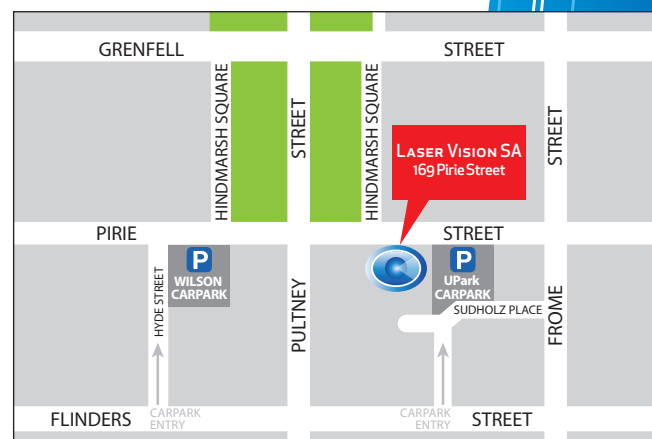 GRENFELL STREET
HINDMARSH SQUARE
STREET
HINDMARSH SQUARE
STREET
LASER VISION SA
169 Pirie Street
PIRIE STREET
P
WILSON
CARPARK
P
UPark
CARPARK
HYDE STREET
PULTNEY
SUDHOLZ PLACE
FROME
FLINDERS STREET
CARPARK
ENTRY
CARPARK
ENTRY